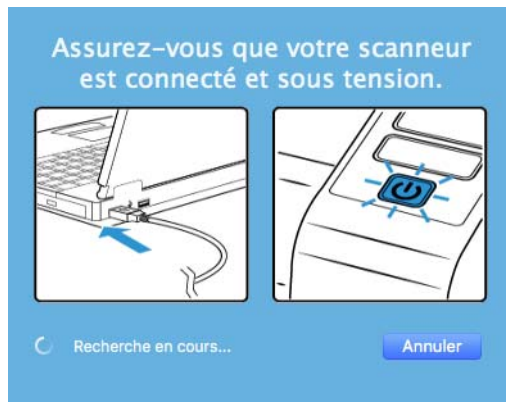 Assurez-vous que votre scanneur
est connecté et sous tension.
Recherche en cours...
Annuler